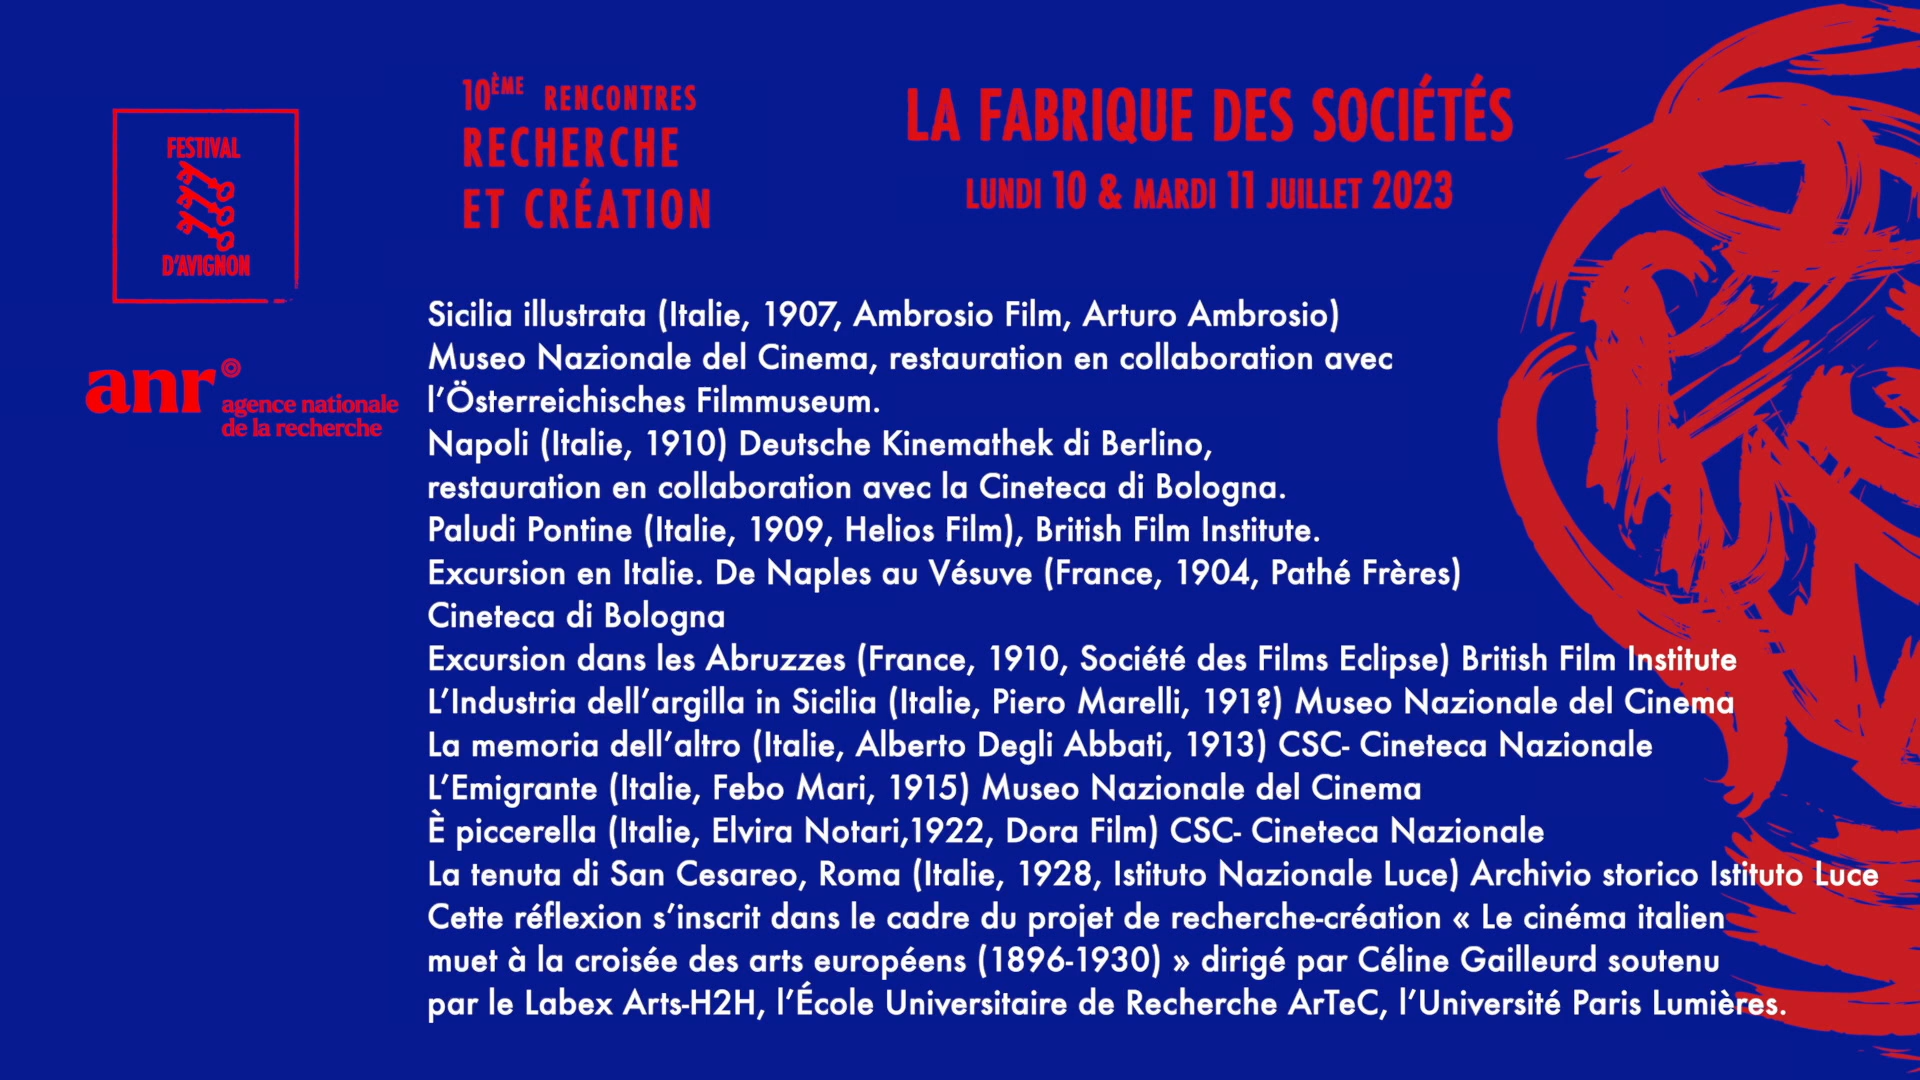 FESTIVAL
D'AVIGNON
anr
agence nationale
de la recherche
10ÈME RENCONTRES
RECHERCHE
ET CRÉATION
LA FABRIQUE DES SOCIÉTÉS
LUNDI 10 & MARDI 11 JUILLET 2023
Sicilia illustrata (Italie, 1907, Ambrosio Film, Arturo Ambrosio)
Museo Nazionale del Cinema, restauration en collaboration avec
l'Österreichisches Filmmuseum.
Napoli (Italie, 1910) Deutsche Kinemathek di Berlino,
restauration en collaboration avec la Cineteca di Bologna.
Paludi Pontine (Italie, 1909, Helios Film), British Film Institute.
Excursion en Italie. De Naples au Vésuve (France, 1904, Pathé Frères)
Cineteca di Bologna
Excursion dans les Abruzzes (France, 1910, Société des Films Eclipse) British Film Institute
L'Industria dell'argilla in Sicilia (Italie, Piero Marelli, 191?) Museo Nazionale del Cinema
La memoria dell'altro (Italie, Alberto Degli Abbati, 1913) CSC- Cineteca Nazionale
L'Emigrante (Italie, Febo Mari, 1915) Museo Nazionale del Cinema
È piccerella (Italie, Elvira Notari,1922, Dora Film) CSC- Cineteca Nazionale
La tenuta di San Cesareo, Roma (Italie, 1928, Istituto Nazionale Luce) Archivio storico Istituto Luce
Cette réflexion s'inscrit dans le cadre du projet de recherche-création « Le cinéma italien
muet à la croisée des arts européens (1896-1930) » dirigé par Céline Gailleurd soutenu
par le Labex Arts-H2H, l'École Universitaire de Recherche ArTeC, l'Université Paris Lumières.